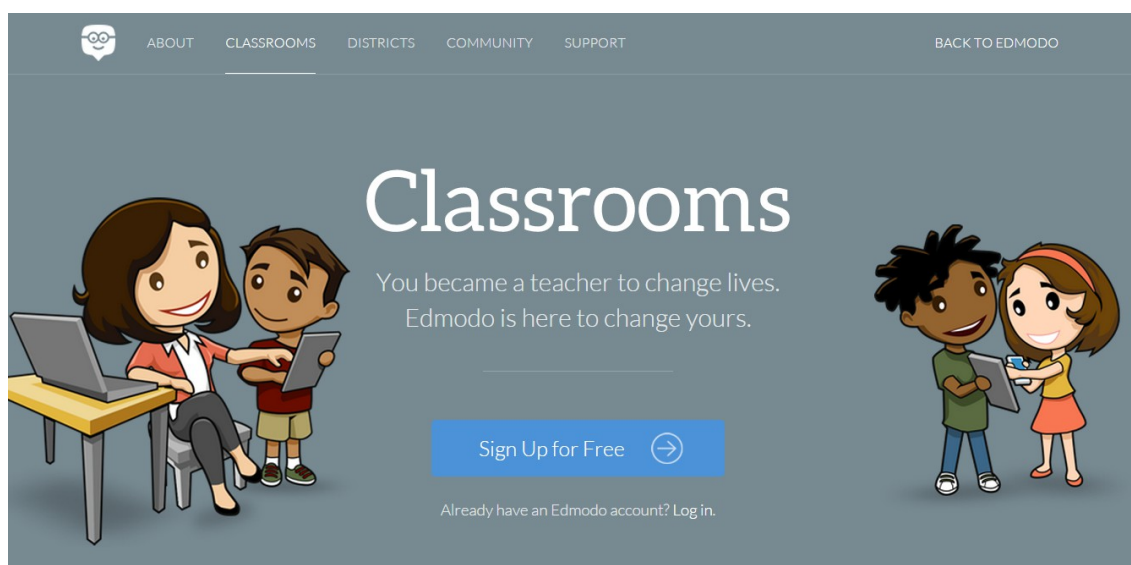 ABOUT CLASSROOMS DISTRICTS COMMUNITY SUPPORT BACK TO EDMODO
Classrooms
You became a teacher to change lives.
Edmodo is here to change yours.
Sign Up for Free
Already have an Edmodo account? Log in.